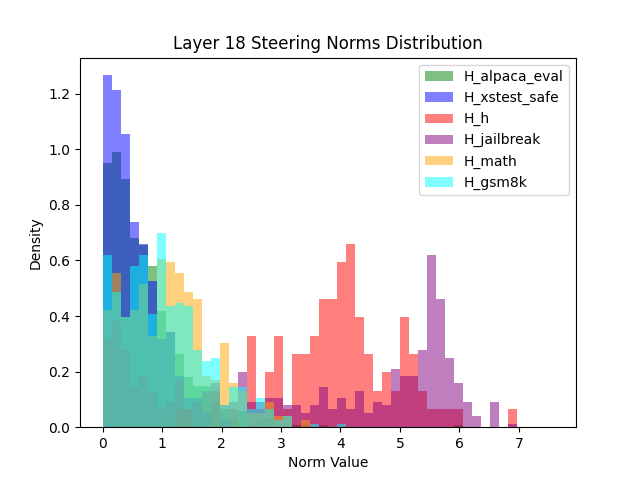 Layer 18 Steering Norms Distribution
H_alpaca_eval
H_xstest_safe
H_h
H_jailbreak
H_math
H_gsm8k
Density
1.2
1.0
0.8
0.6
0.4
0.2
0.0
0 1 2 3 4 5 6 7
Norm Value